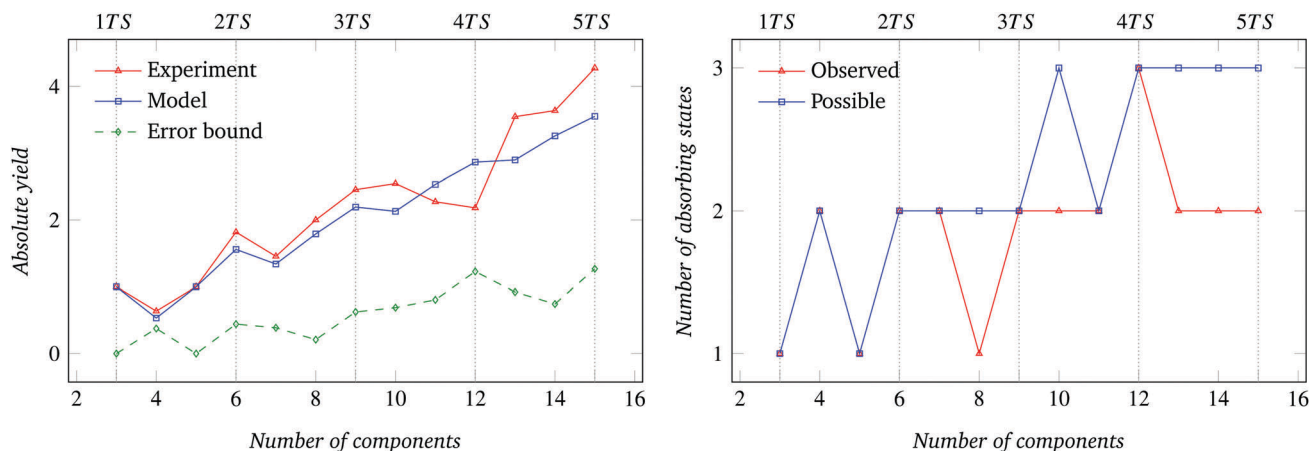 1TS 2TS 3TS 4TS 5TS
Experiment
Model
Error bound
4
2
0
Absolute yield
2 4 6 8 10 12 14 16
Number of components
1TS 2TS 3TS 4TS 5TS
Observed
Possible
3
2
1
Number of absorbing states
2 4 6 8 10 12 14 16
Number of components